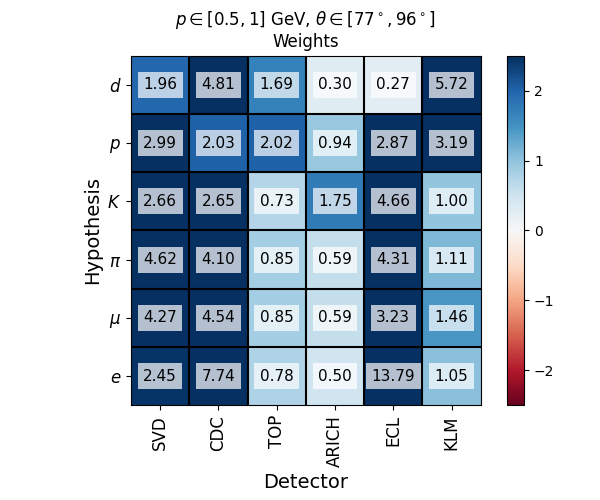 p ∈ [0.5, 1] GeV, θ ∈ [77°, 96°]
Weights
d 1.96 4.81 1.69 0.30 0.27 5.72
p 2.99 2.03 2.02 0.94 2.87 3.19
K 2.66 2.65 0.73 1.75 4.66 1.00
π 4.62 4.10 0.85 0.59 4.31 1.11
μ 4.27 4.54 0.85 0.59 3.23 1.46
e 2.45 7.74 0.78 0.50 13.79 1.05
Hypothesis
SVD CDC TOP ARICH ECL KLM
Detector
2
1
0
−1
−2